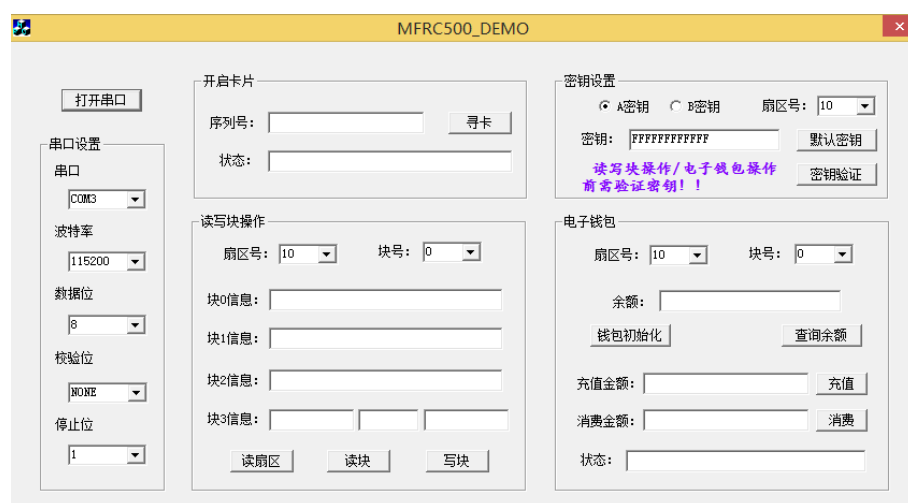 MFRC500_DEMO
打开串口
串口设置
串口
COM3
波特率
115200
数据位
8
校验位
NONE
停止位
1
开启卡片
序列号：
寻卡
状态：
读写块操作
扇区号： 10 块号： 0
块0信息：
块1信息：
块2信息：
块3信息：
读扇区 读块 写块
密钥设置
A密钥 B密钥 扇区号： 10
密钥： FFFFFFFFFFFF 默认密钥
读写块操作/电子钱包操作
前需验证密钥！！
密钥验证
电子钱包
扇区号： 10 块号： 0
余额：
钱包初始化 查询余额
充值金额： 充值
消费金额： 消费
状态：